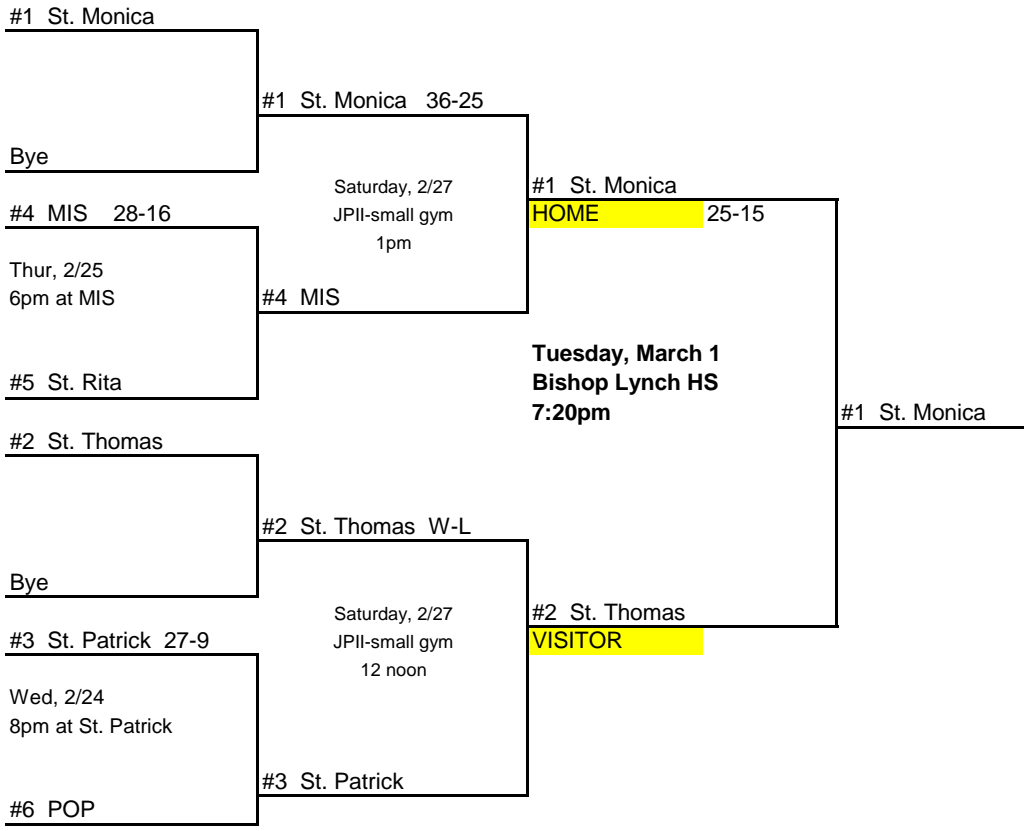 #1 St. Monica
#1 St. Monica 36-25
Bye
Saturday, 2/27
JPII-small gym
1pm
#1 St. Monica
HOME 25-15
#4 MIS 28-16
Thur, 2/25
6pm at MIS
#4 MIS
#5 St. Rita
Tuesday, March 1
Bishop Lynch HS
7:20pm
#1 St. Monica
#2 St. Thomas
#2 St. Thomas W-L
Bye
Saturday, 2/27
JPII-small gym
12 noon
#2 St. Thomas
VISITOR
#3 St. Patrick 27-9
Wed, 2/24
8pm at St. Patrick
#3 St. Patrick
#6 POP